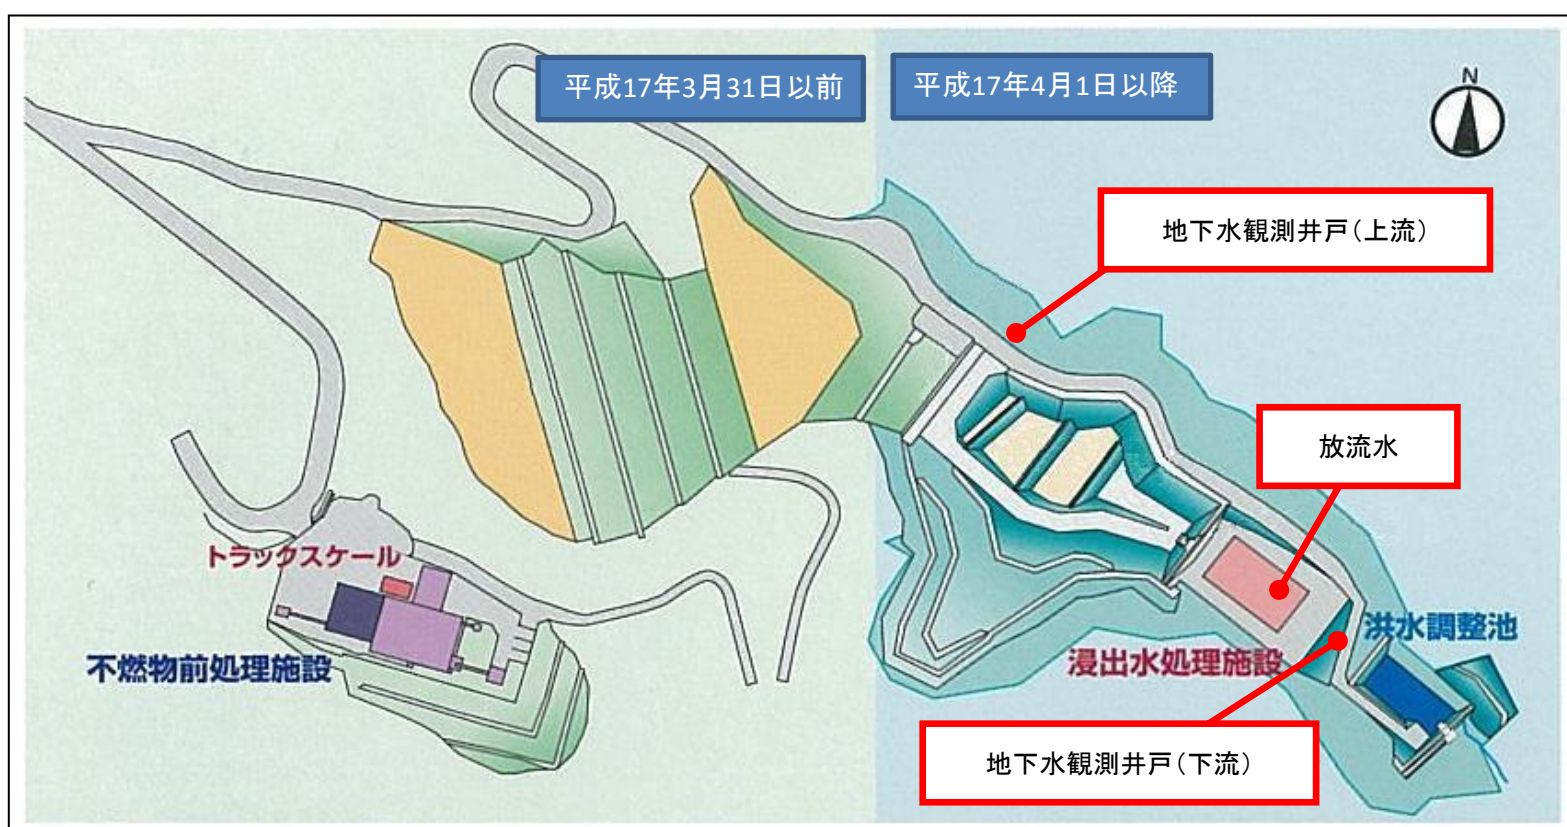 平成17年3月31日以前
平成17年4月1日以降
N
地下水観測井戸（上流）
放流水
トラックスケール
洪水調整池
不燃物前処理施設
浸出水処理施設
地下水観測井戸（下流）